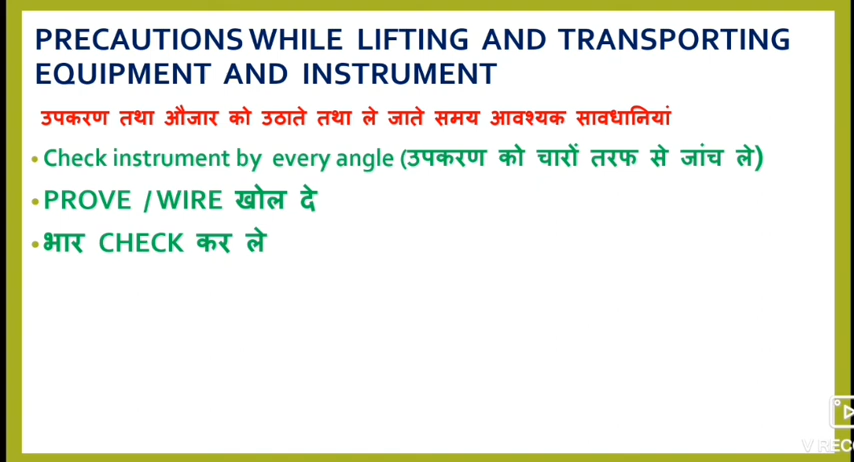 PRECAUTIONS WHILE LIFTING AND TRANSPORTING
EQUIPMENT AND INSTRUMENT
उपकरण तथा औजार को उठाते तथा ले जाते समय आवश्यक सावधानियां
• Check instrument by every angle (उपकरण को चारों तरफ से जांच ले)
• PROVE / WIRE खोल दे
• भार CHECK कर ले
V REC